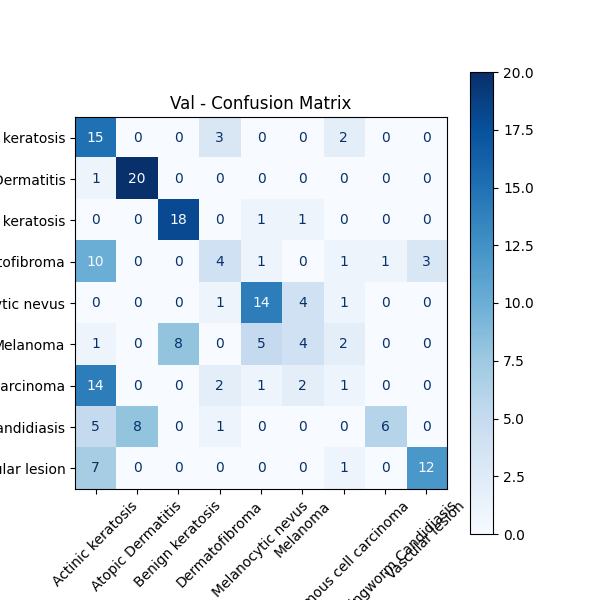 Val - Confusion Matrix
keratosis 15 0 0 3 0 0 2 0 0
Dermatitis 1 20 0 0 0 0 0 0 0
keratosis 0 0 18 0 1 1 0 0 0
tofibroma 10 0 0 4 1 0 1 1 3
ytic nevus 0 0 0 1 14 4 1 0 0
Melanoma 1 0 8 0 5 4 2 0 0
arcinoma 14 0 0 2 1 2 1 0 0
andidiasis 5 8 0 1 0 0 0 6 0
ular lesion 7 0 0 0 0 0 1 0 12
Actinic keratosis
Atopic Dermatitis
Benign keratosis
Dermatofibroma
Melanocytic nevus
Melanoma
mous cell carcinoma
ngworm Candidiasis
Vascular lesion
20.0
17.5
15.0
12.5
10.0
7.5
5.0
2.5
0.0